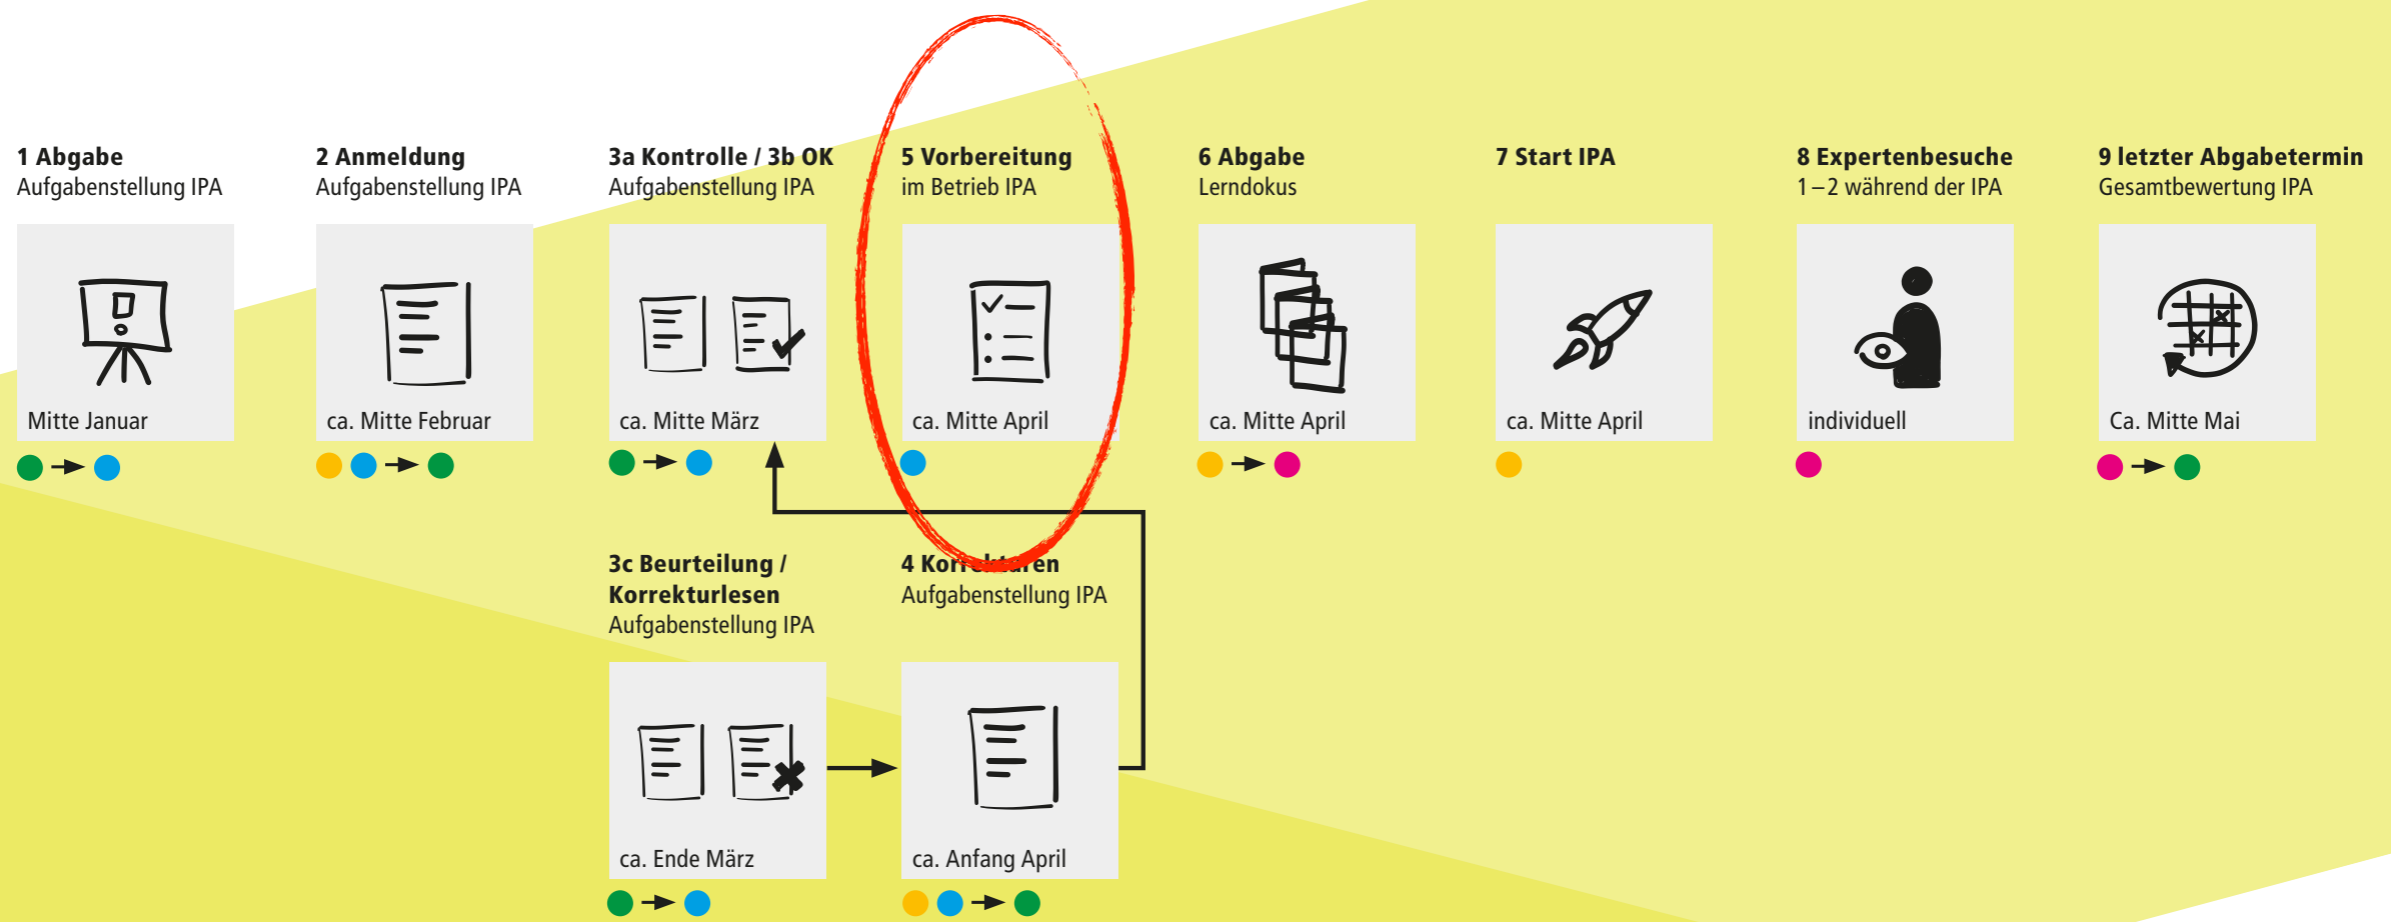 1 Abgabe
Aufgabenstellung IPA
Mitte Januar
2 Anmeldung
Aufgabenstellung IPA
ca. Mitte Februar
3a Kontrolle / 3b OK
Aufgabenstellung IPA
ca. Mitte März
5 Vorbereitung
im Betrieb IPA
ca. Mitte April
6 Abgabe
Lerndokus
ca. Mitte April
7 Start IPA
ca. Mitte April
8 Expertenbesuche
1–2 während der IPA
individuell
9 letzter Abgabetermin
Gesamtbewertung IPA
Ca. Mitte Mai
3c Beurteilung /
Korrekturlesen
Aufgabenstellung IPA
ca. Ende März
4 Korrekturen
Aufgabenstellung IPA
ca. Anfang April